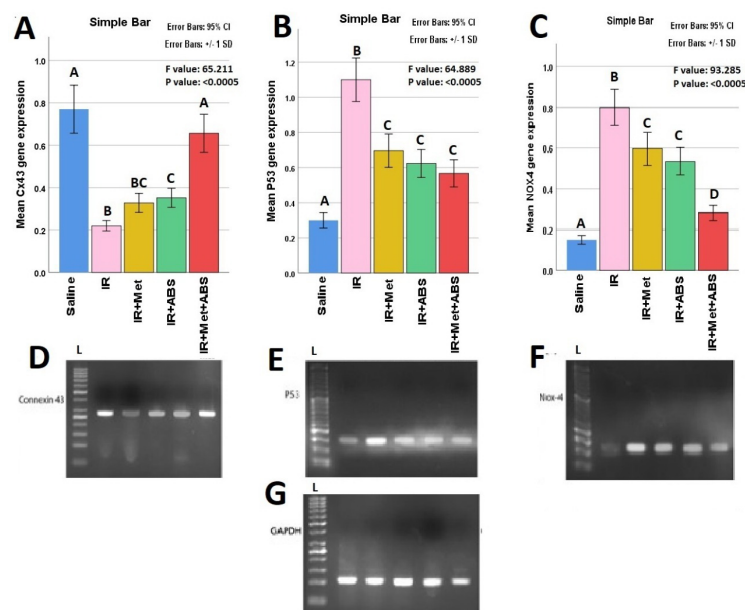 A
Simple Bar
Error Bars: 95% CI
Error Bars: +/- 1 SD
F value: 65.211
P value: <0.0005
Mean Cx43 gene expression
0.8
0.6
0.4
0.2
0.0
A
B
BC
C
A
Saline
IR
IR+Met
IR+ABS
IR+Met+ABS
B
Simple Bar
Error Bars: 95% CI
Error Bars: +/- 1 SD
F value: 64.889
P value: <0.0005
Mean P53 gene expression
1.2
1.0
0.8
0.6
0.4
0.2
0.0
A
B
C
C
C
Saline
IR
IR+Met
IR+ABS
IR+Met+ABS
C
Simple Bar
Error Bars: 95% CI
Error Bars: +/- 1 SD
F value: 93.285
P value: <0.0005
Mean NOX-4 gene expression
1.0
0.8
0.6
0.4
0.2
0.0
A
B
C
C
D
Saline
IR
IR+Met
IR+ABS
IR+Met+ABS
D
L
Connexin 43
E
L
P53
F
L
Nox-4
G
L
GAPDH